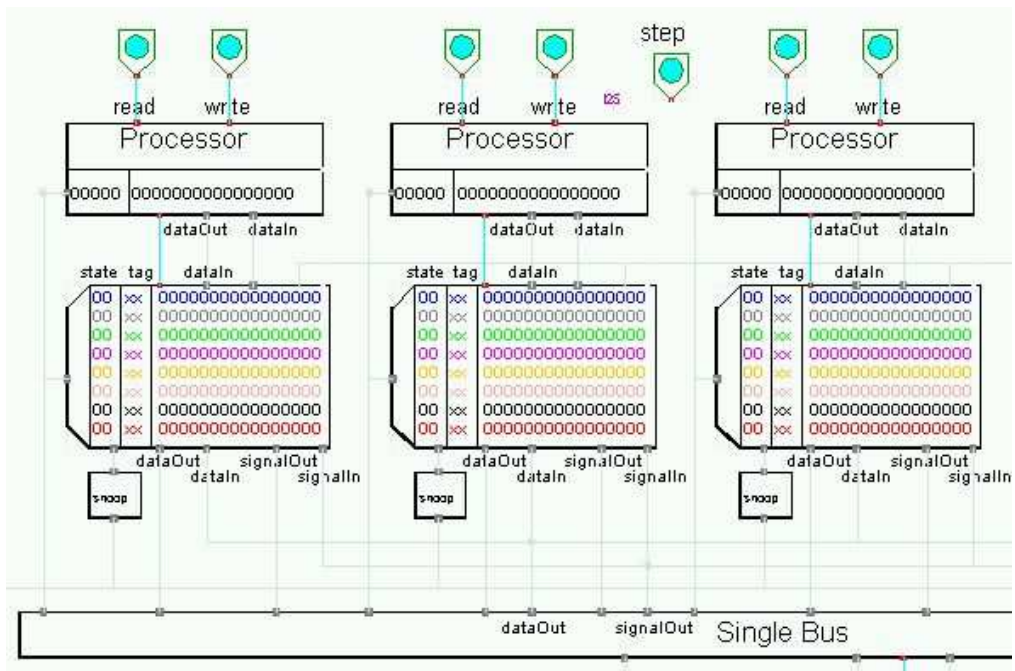 step
read write read write 125 read write
Processor Processor Processor
00000 0000000000000000 00000 0000000000000000 00000 0000000000000000
dataOut dataIn dataOut dataIn dataOut dataIn
state tag dataIn state tag dataIn state tag dataIn
00 xx 0000000000000000 00 xx 0000000000000000 00 xx 0000000000000000
00 xx 0000000000000000 00 xx 0000000000000000 00 xx 0000000000000000
00 xx 0000000000000000 00 xx 0000000000000000 00 xx 0000000000000000
00 xx 0000000000000000 00 xx 0000000000000000 00 xx 0000000000000000
00 xx 0000000000000000 00 xx 0000000000000000 00 xx 0000000000000000
00 xx 0000000000000000 00 xx 0000000000000000 00 xx 0000000000000000
00 xx 0000000000000000 00 xx 0000000000000000 00 xx 0000000000000000
00 xx 0000000000000000 00 xx 0000000000000000 00 xx 0000000000000000
dataOut signalOut dataOut signalOut dataOut signalOut
dataIn signalIn dataIn signalIn dataIn signalIn
snoop snoop snoop
dataOut signalOut Single Bus